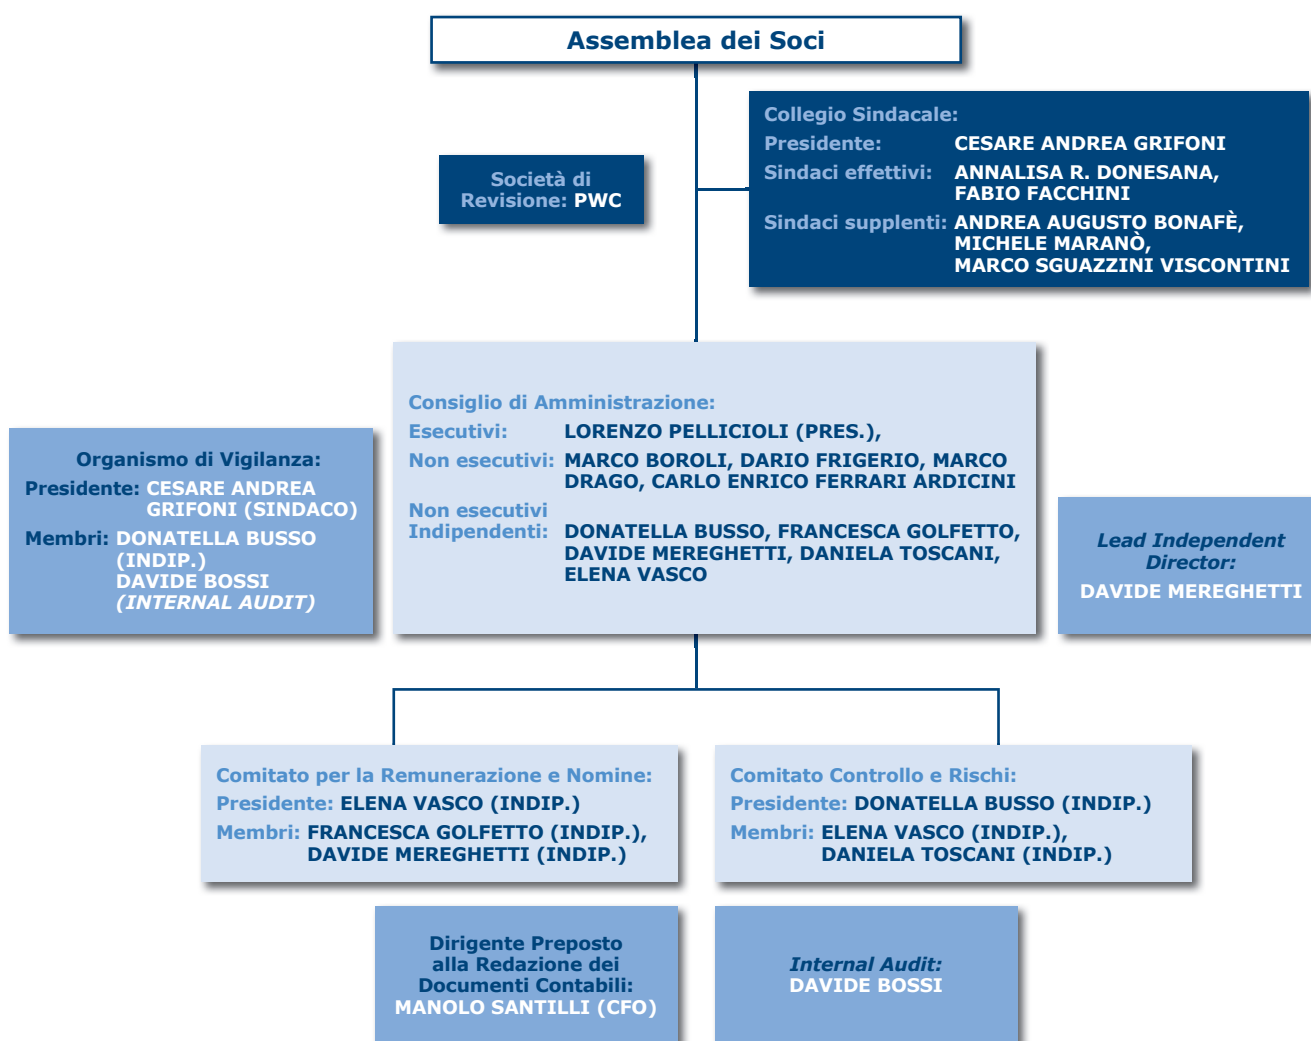 Assemblea dei Soci
Collegio Sindacale:
Presidente: CESARE ANDREA GRIFONI
Sindaci effettivi: ANNALISA R. DONESANA,
FABIO FACCHINI
Sindaci supplenti: ANDREA AUGUSTO BONAFÈ,
MICHELE MARANÒ,
MARCO SGUAZZINI VISCONTINI
Società di
Revisione: PWC
Consiglio di Amministrazione:
Esecutivi: LORENZO PELLICIOLI (PRES.),
Non esecutivi: MARCO BOROLI, DARIO FRIGERIO, MARCO
DRAGO, CARLO ENRICO FERRARI ARDICINI
Non esecutivi
Indipendenti: DONATELLA BUSSO, FRANCESCA GOLFETTO,
DAVIDE MEREGHETTI, DANIELA TOSCANI,
ELENA VASCO
Organismo di Vigilanza:
Presidente: CESARE ANDREA
GRIFONI (SINDACO)
Membri: DONATELLA BUSSO
(INDIP.)
DAVIDE BOSSI
(INTERNAL AUDIT)
Lead Independent
Director:
DAVIDE MEREGHETTI
Comitato per la Remunerazione e Nomine:
Presidente: ELENA VASCO (INDIP.)
Membri: FRANCESCA GOLFETTO (INDIP.),
DAVIDE MEREGHETTI (INDIP.)
Comitato Controllo e Rischi:
Presidente: DONATELLA BUSSO (INDIP.)
Membri: ELENA VASCO (INDIP.),
DANIELA TOSCANI (INDIP.)
Dirigente Preposto
alla Redazione dei
Documenti Contabili:
MANOLO SANTILLI (CFO)
Internal Audit:
DAVIDE BOSSI